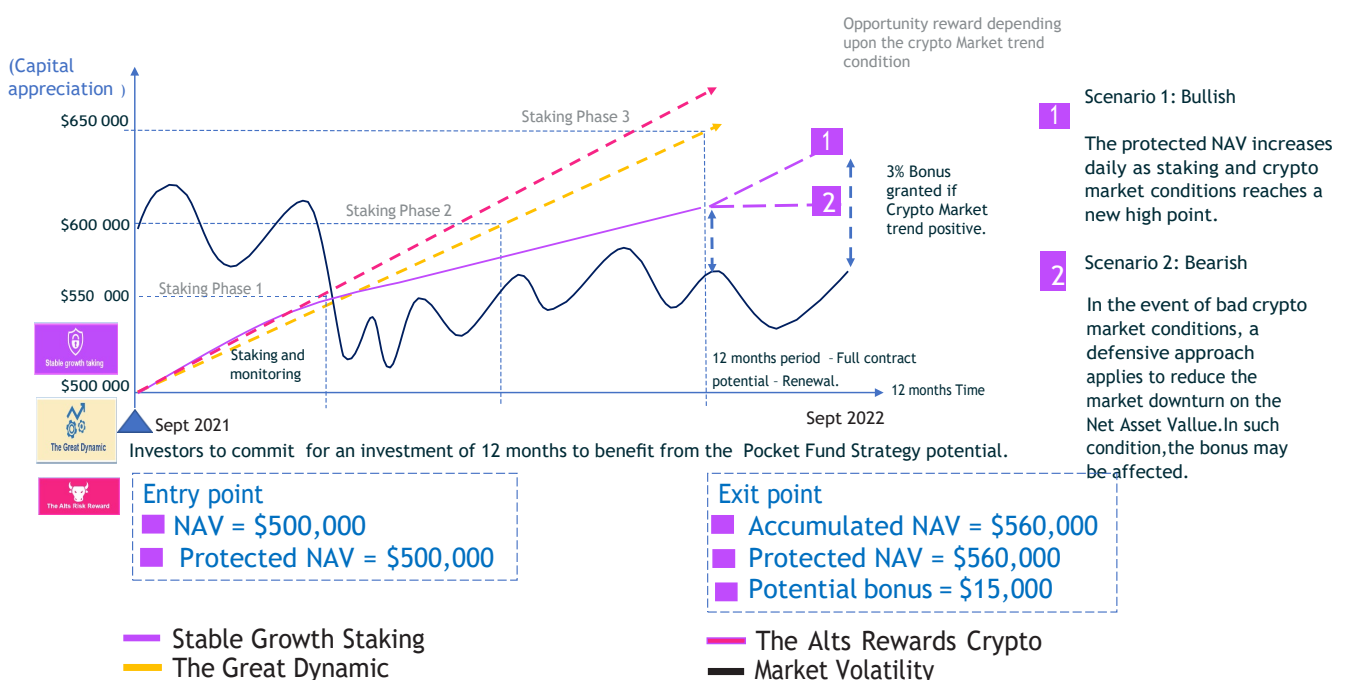 Opportunity reward depending
upon the crypto Market trend
condition
(Capital
appreciation )
$650 000
Staking Phase 3
1
Scenario 1: Bullish
1
The protected NAV increases
daily as staking and crypto
market conditions reaches a
new high point.
3% Bonus
granted if
Crypto Market
trend positive.
2
$600 000
Staking Phase 2
2
Scenario 2: Bearish
In the event of bad crypto
market conditions, a
defensive approach
applies to reduce the
market downturn on the
Net Asset Vallue.In such
condition,the bonus may
be affected.
$550 000
Staking Phase 1
Stable growth taking
Staking and
monitoring
12 months period - Full contract
potential - Renewal.
$500 000
12 months Time
The Great Dynamic
Sept 2021
Sept 2022
Investors to commit for an investment of 12 months to benefit from the Pocket Fund Strategy potential.
The Alts Risk Reward
Entry point
NAV = $500,000
Protected NAV = $500,000
Exit point
Accumulated NAV = $560,000
Protected NAV = $560,000
Potential bonus = $15,000
Stable Growth Staking
The Great Dynamic
The Alts Rewards Crypto
Market Volatility